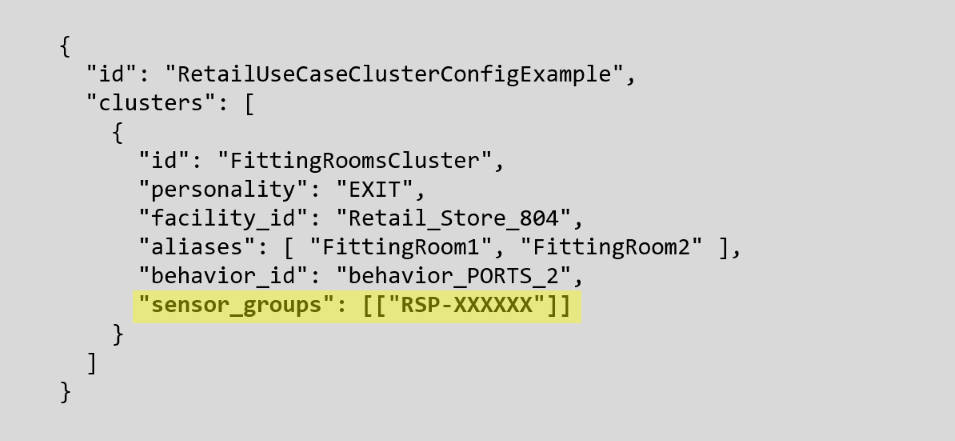 {
"id": "RetailUseCaseClusterConfigExample",
"clusters": [
{
"id": "FittingRoomsCluster",
"personality": "EXIT",
"facility_id": "Retail_Store_804",
"aliases": [ "FittingRoom1", "FittingRoom2" ],
"behavior_id": "behavior_PORTS_2",
"sensor_groups": [["RSP-XXXXXX"]]
}
]
}